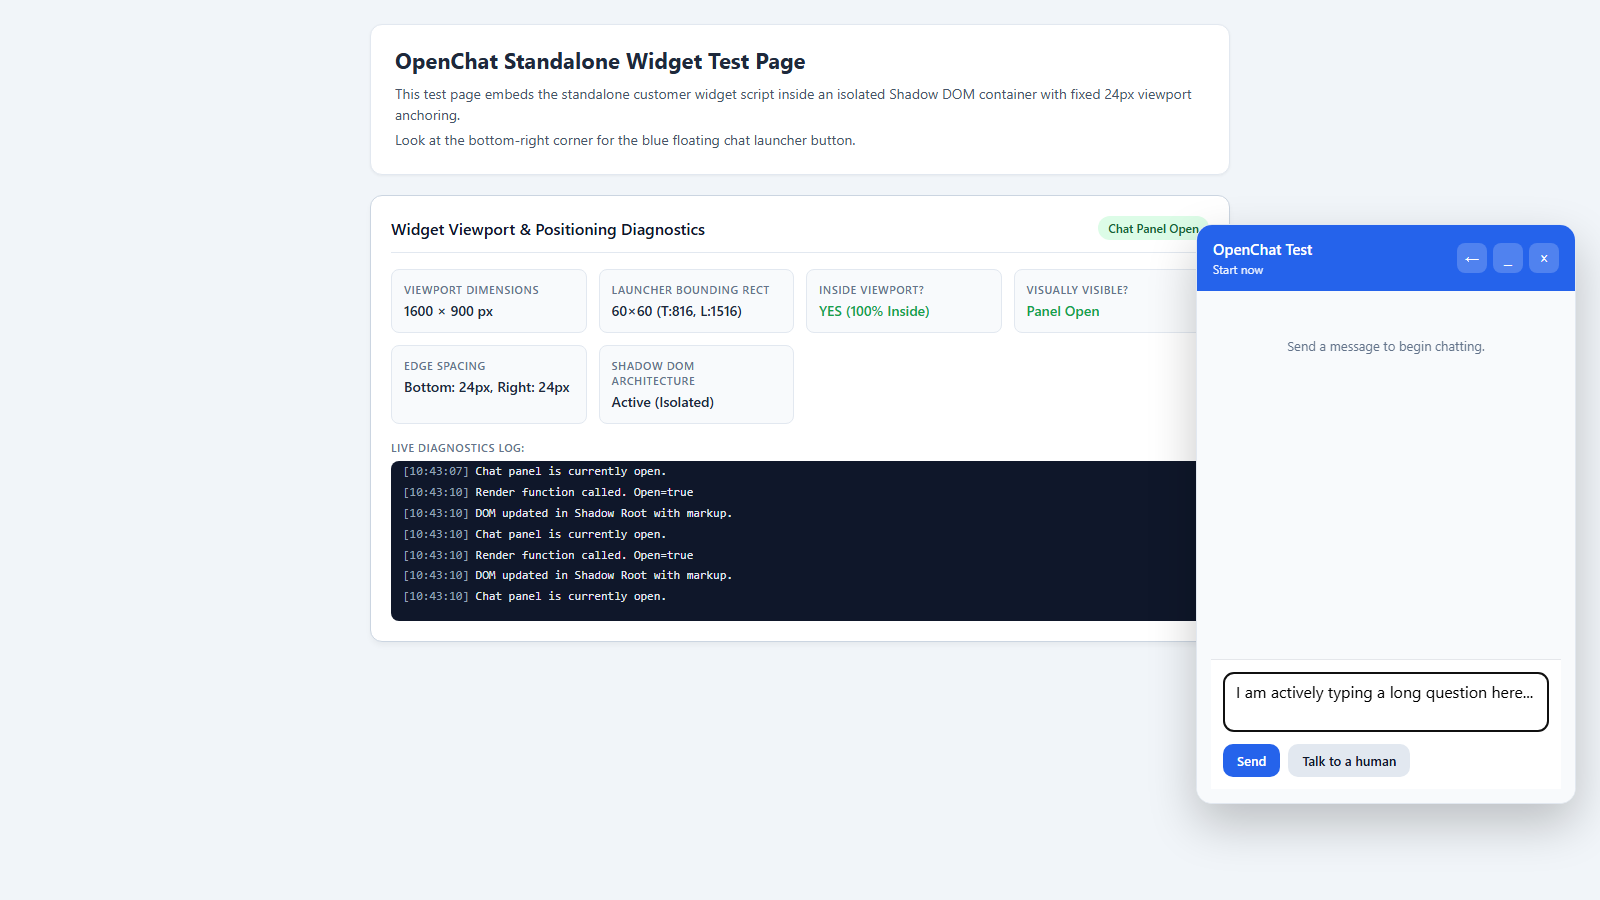 OpenChat Standalone Widget Test Page
This test page embeds the standalone customer widget script inside an isolated Shadow DOM container with fixed 24px viewport
anchoring.
Look at the bottom-right corner for the blue floating chat launcher button.
Widget Viewport & Positioning Diagnostics
Chat Panel Open
VIEWPORT DIMENSIONS
1600 × 900 px
LAUNCHER BOUNDING RECT
60×60 (T:816, L:1516)
INSIDE VIEWPORT?
YES (100% Inside)
VISUALLY VISIBLE?
Panel Open
EDGE SPACING
Bottom: 24px, Right: 24px
SHADOW DOM
ARCHITECTURE
Active (Isolated)
LIVE DIAGNOSTICS LOG:
[10:43:07] Chat panel is currently open.
[10:43:10] Render function called. Open=true
[10:43:10] DOM updated in Shadow Root with markup.
[10:43:10] Chat panel is currently open.
[10:43:10] Render function called. Open=true
[10:43:10] DOM updated in Shadow Root with markup.
[10:43:10] Chat panel is currently open.
OpenChat Test
Start now
← _ ×
Send a message to begin chatting.
I am actively typing a long question here...
Send
Talk to a human